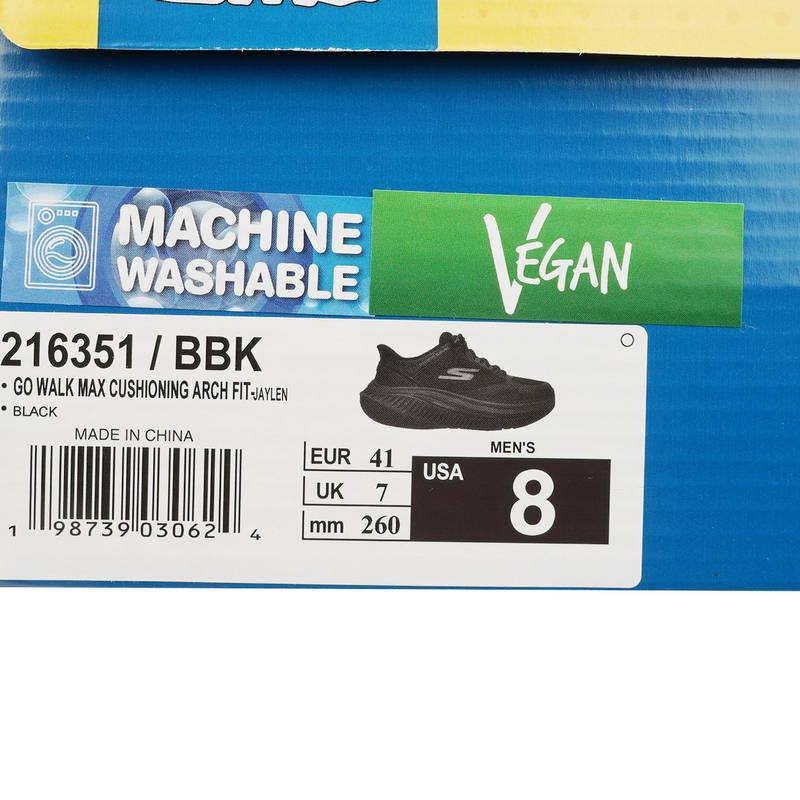 MACHINE
WASHABLE
VEGAN
216351 / BBK
• GO WALK MAX CUSHIONING ARCH FIT-JAYLEN
• BLACK
MADE IN CHINA
1 98739 03062 4
EUR 41
UK 7
mm 260
MEN'S
USA 8